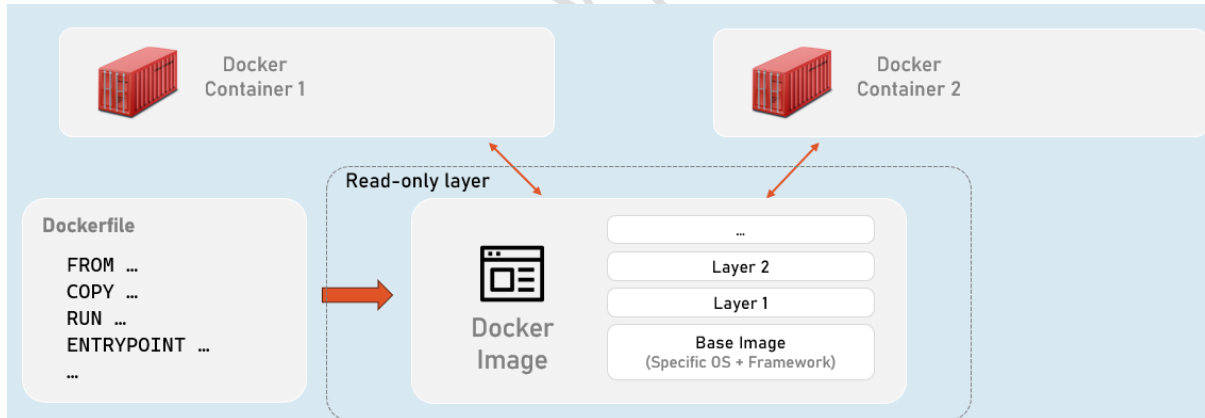 Docker
Container 1
Docker
Container 2
Read-only layer
Dockerfile
FROM …
COPY …
RUN …
ENTRYPOINT …
…
Docker
Image
…
Layer 2
Layer 1
Base Image
(Specific OS + Framework)